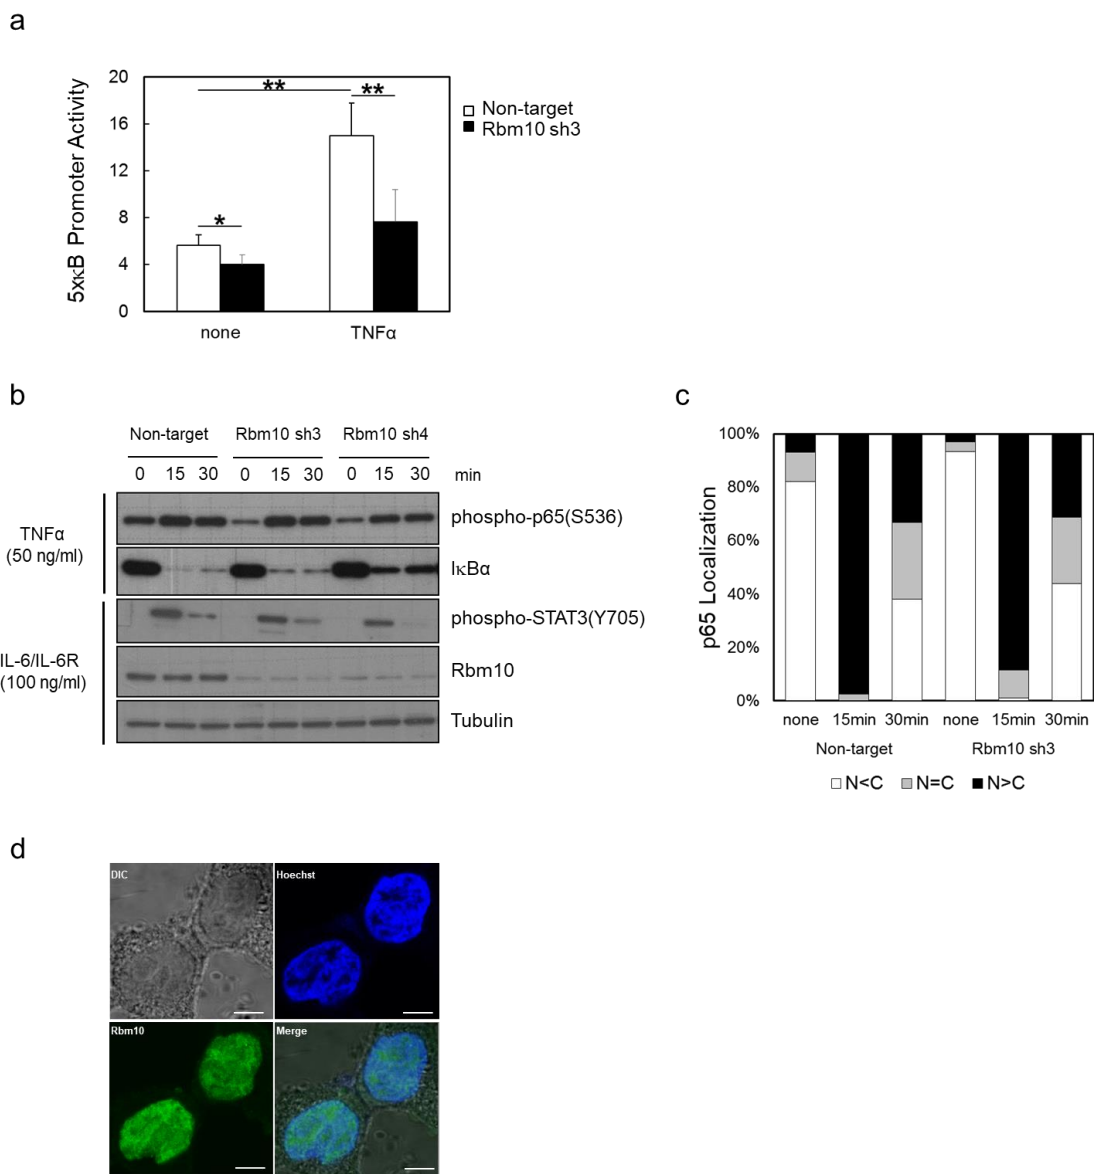 a
20
16
12
8
4
0
5xκB Promoter Activity
**
**
*
Non-target
Rbm10 sh3
none TNFα
b
Non-target Rbm10 sh3 Rbm10 sh4
0 15 30 0 15 30 0 15 30 min
TNFα
(50 ng/ml)
phospho-p65(S536)
IκBα
IL-6/IL-6R
(100 ng/ml)
phospho-STAT3(Y705)
Rbm10
Tubulin
c
100%
80%
60%
40%
20%
0%
p65 Localization
none 15min 30min none 15min 30min
Non-target Rbm10 sh3
N<C N=C N>C
d
DIC Hoechst
Rbm10 Merge